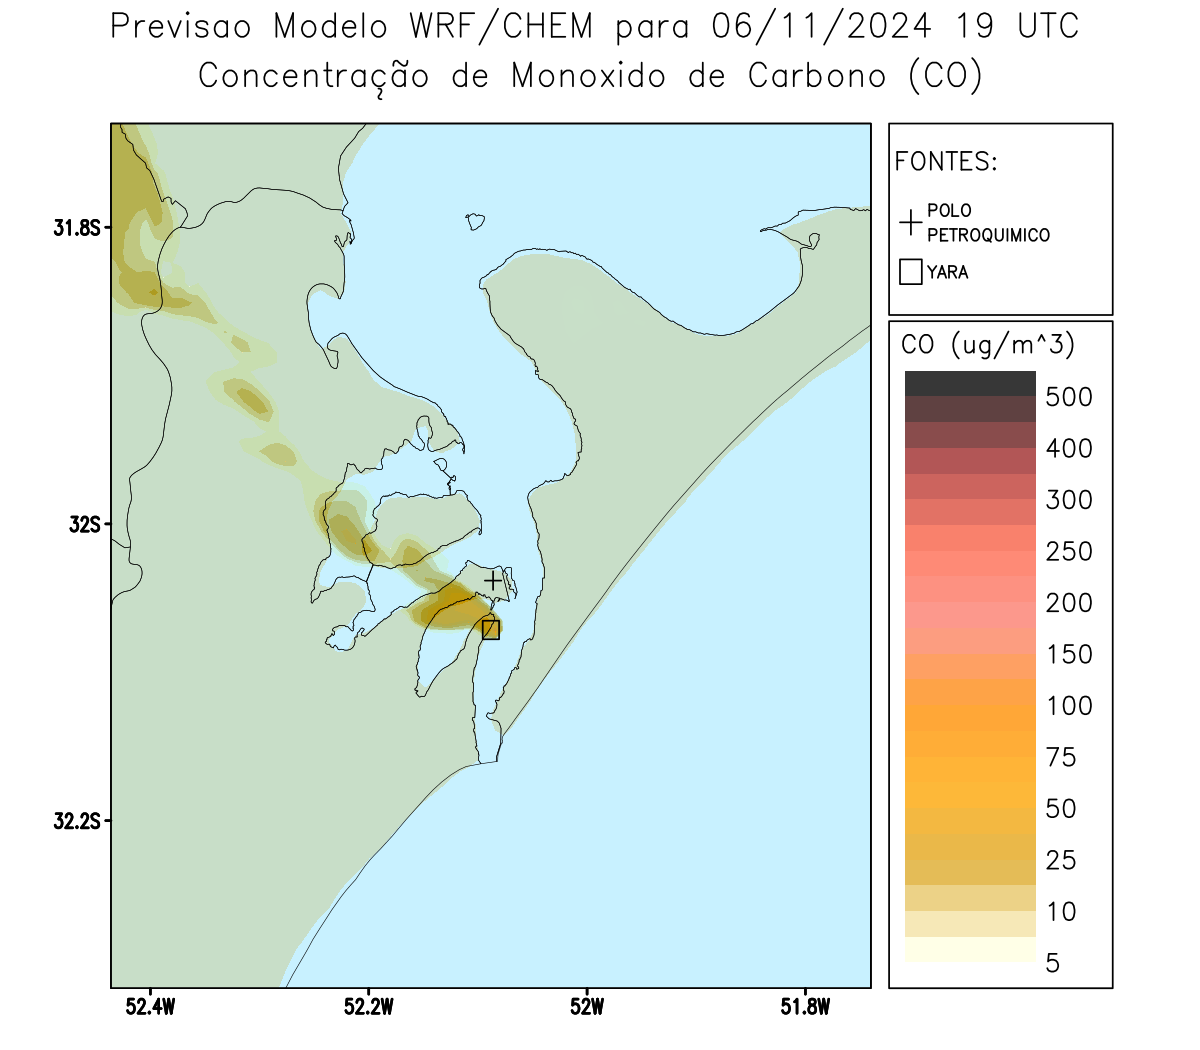 Previsao Modelo WRF/CHEM para 06/11/2024 19 UTC
Concentração de Monoxido de Carbono (CO)
FONTES:
POLO
PETROQUIMICO
YARA
CO (ug/m^3)
500
400
300
250
200
150
100
75
50
25
10
5
31.8S
32S
32.2S
52.4W
52.2W
52W
51.8W